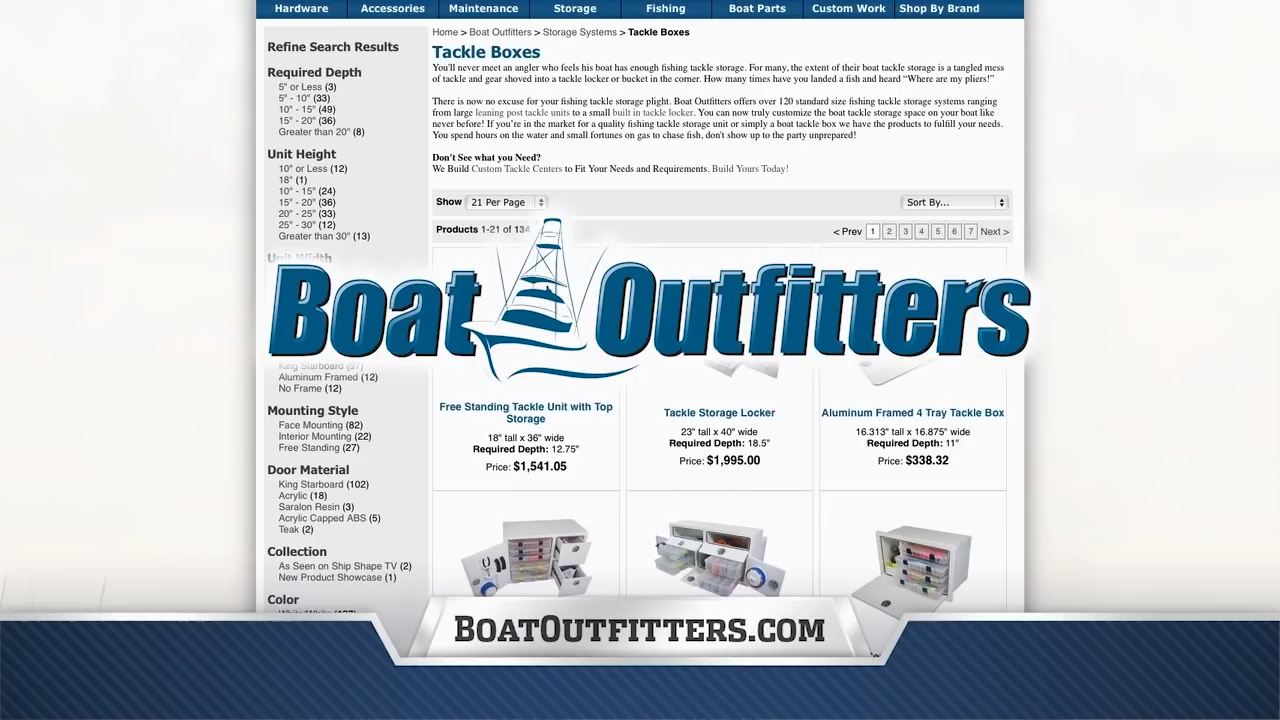 Hardware Accessories Maintenance Storage Fishing Boat Parts Custom Work Shop By Brand
Home > Boat Outfitters > Storage Systems > Tackle Boxes
Tackle Boxes
You'll never meet an angler who feels his boat has enough fishing tackle storage. For many, the extent of their boat tackle storage is a tangled mess
of tackle and gear shoved into a tackle locker or bucket in the corner. How many times have you landed a fish and heard “Where are my pliers!”
There is now no excuse for your fishing tackle storage plight. Boat Outfitters offers over 120 standard size fishing tackle storage systems ranging
from large leaning post tackle units to a small built in tackle locker. You can now truly customize the boat tackle storage space on your boat like
never before! If you're in the market for a quality fishing tackle storage unit or simply a boat tackle box we have the products to fulfill your needs.
You spend hours on the water and small fortunes on gas to chase fish, don't show up to the party unprepared!
Don't See what you Need?
We Build Custom Tackle Centers to Fit Your Needs and Requirements. Build Yours Today!
Refine Search Results
Required Depth
5" or Less (3)
5" - 10" (33)
10" - 15" (49)
15" - 20" (36)
Greater than 20" (8)
Unit Height
10" or Less (12)
18" (1)
10" - 15" (24)
15" - 20" (36)
20" - 25" (33)
25" - 30" (12)
Greater than 30" (13)
Unit Width
King Starboard (97)
Aluminum Framed (12)
No Frame (12)
Mounting Style
Face Mounting (82)
Interior Mounting (22)
Free Standing (27)
Door Material
King Starboard (102)
Acrylic (18)
Saralon Resin (3)
Acrylic Capped ABS (5)
Teak (2)
Collection
As Seen on Ship Shape TV (2)
New Product Showcase (1)
Color
Show 21 Per Page Sort By...
Products 1-21 of 134 < Prev 1 2 3 4 5 6 7 Next >
Boat Outfitters
Free Standing Tackle Unit with Top
Storage
18" tall x 36" wide
Required Depth: 12.75"
Price: $1,541.05
Tackle Storage Locker
23" tall x 40" wide
Required Depth: 18.5"
Price: $1,995.00
Aluminum Framed 4 Tray Tackle Box
16.313" tall x 16.875" wide
Required Depth: 11"
Price: $338.32
BOATOUTFITTERS.COM